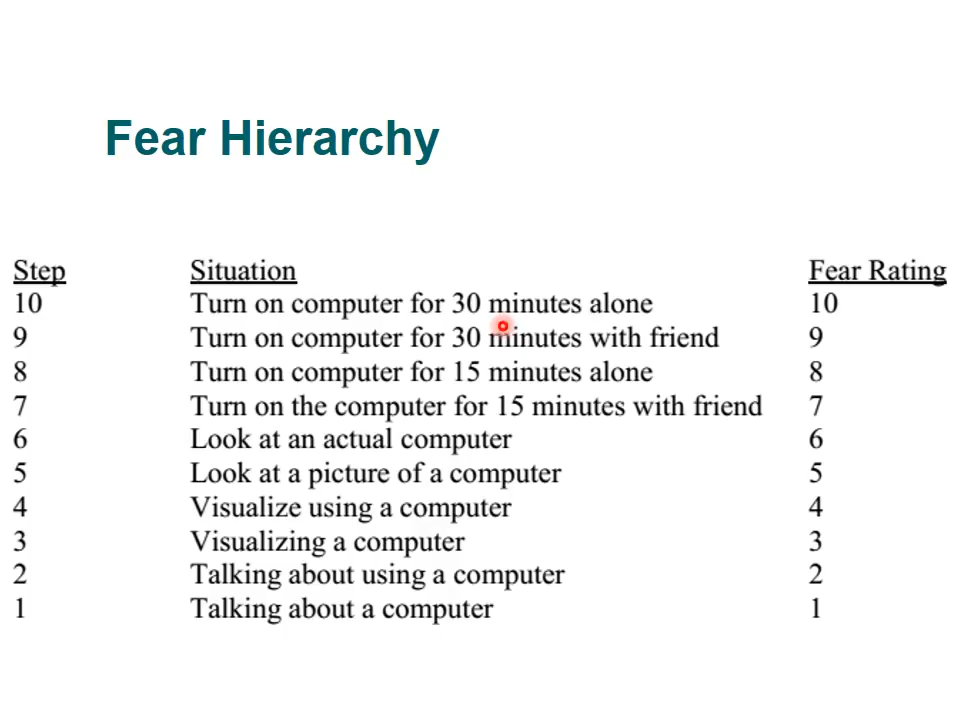 Fear Hierarchy
Step Situation Fear Rating
10 Turn on computer for 30 minutes alone 10
9 Turn on computer for 30 minutes with friend 9
8 Turn on computer for 15 minutes alone 8
7 Turn on the computer for 15 minutes with friend 7
6 Look at an actual computer 6
5 Look at a picture of a computer 5
4 Visualize using a computer 4
3 Visualizing a computer 3
2 Talking about using a computer 2
1 Talking about a computer 1